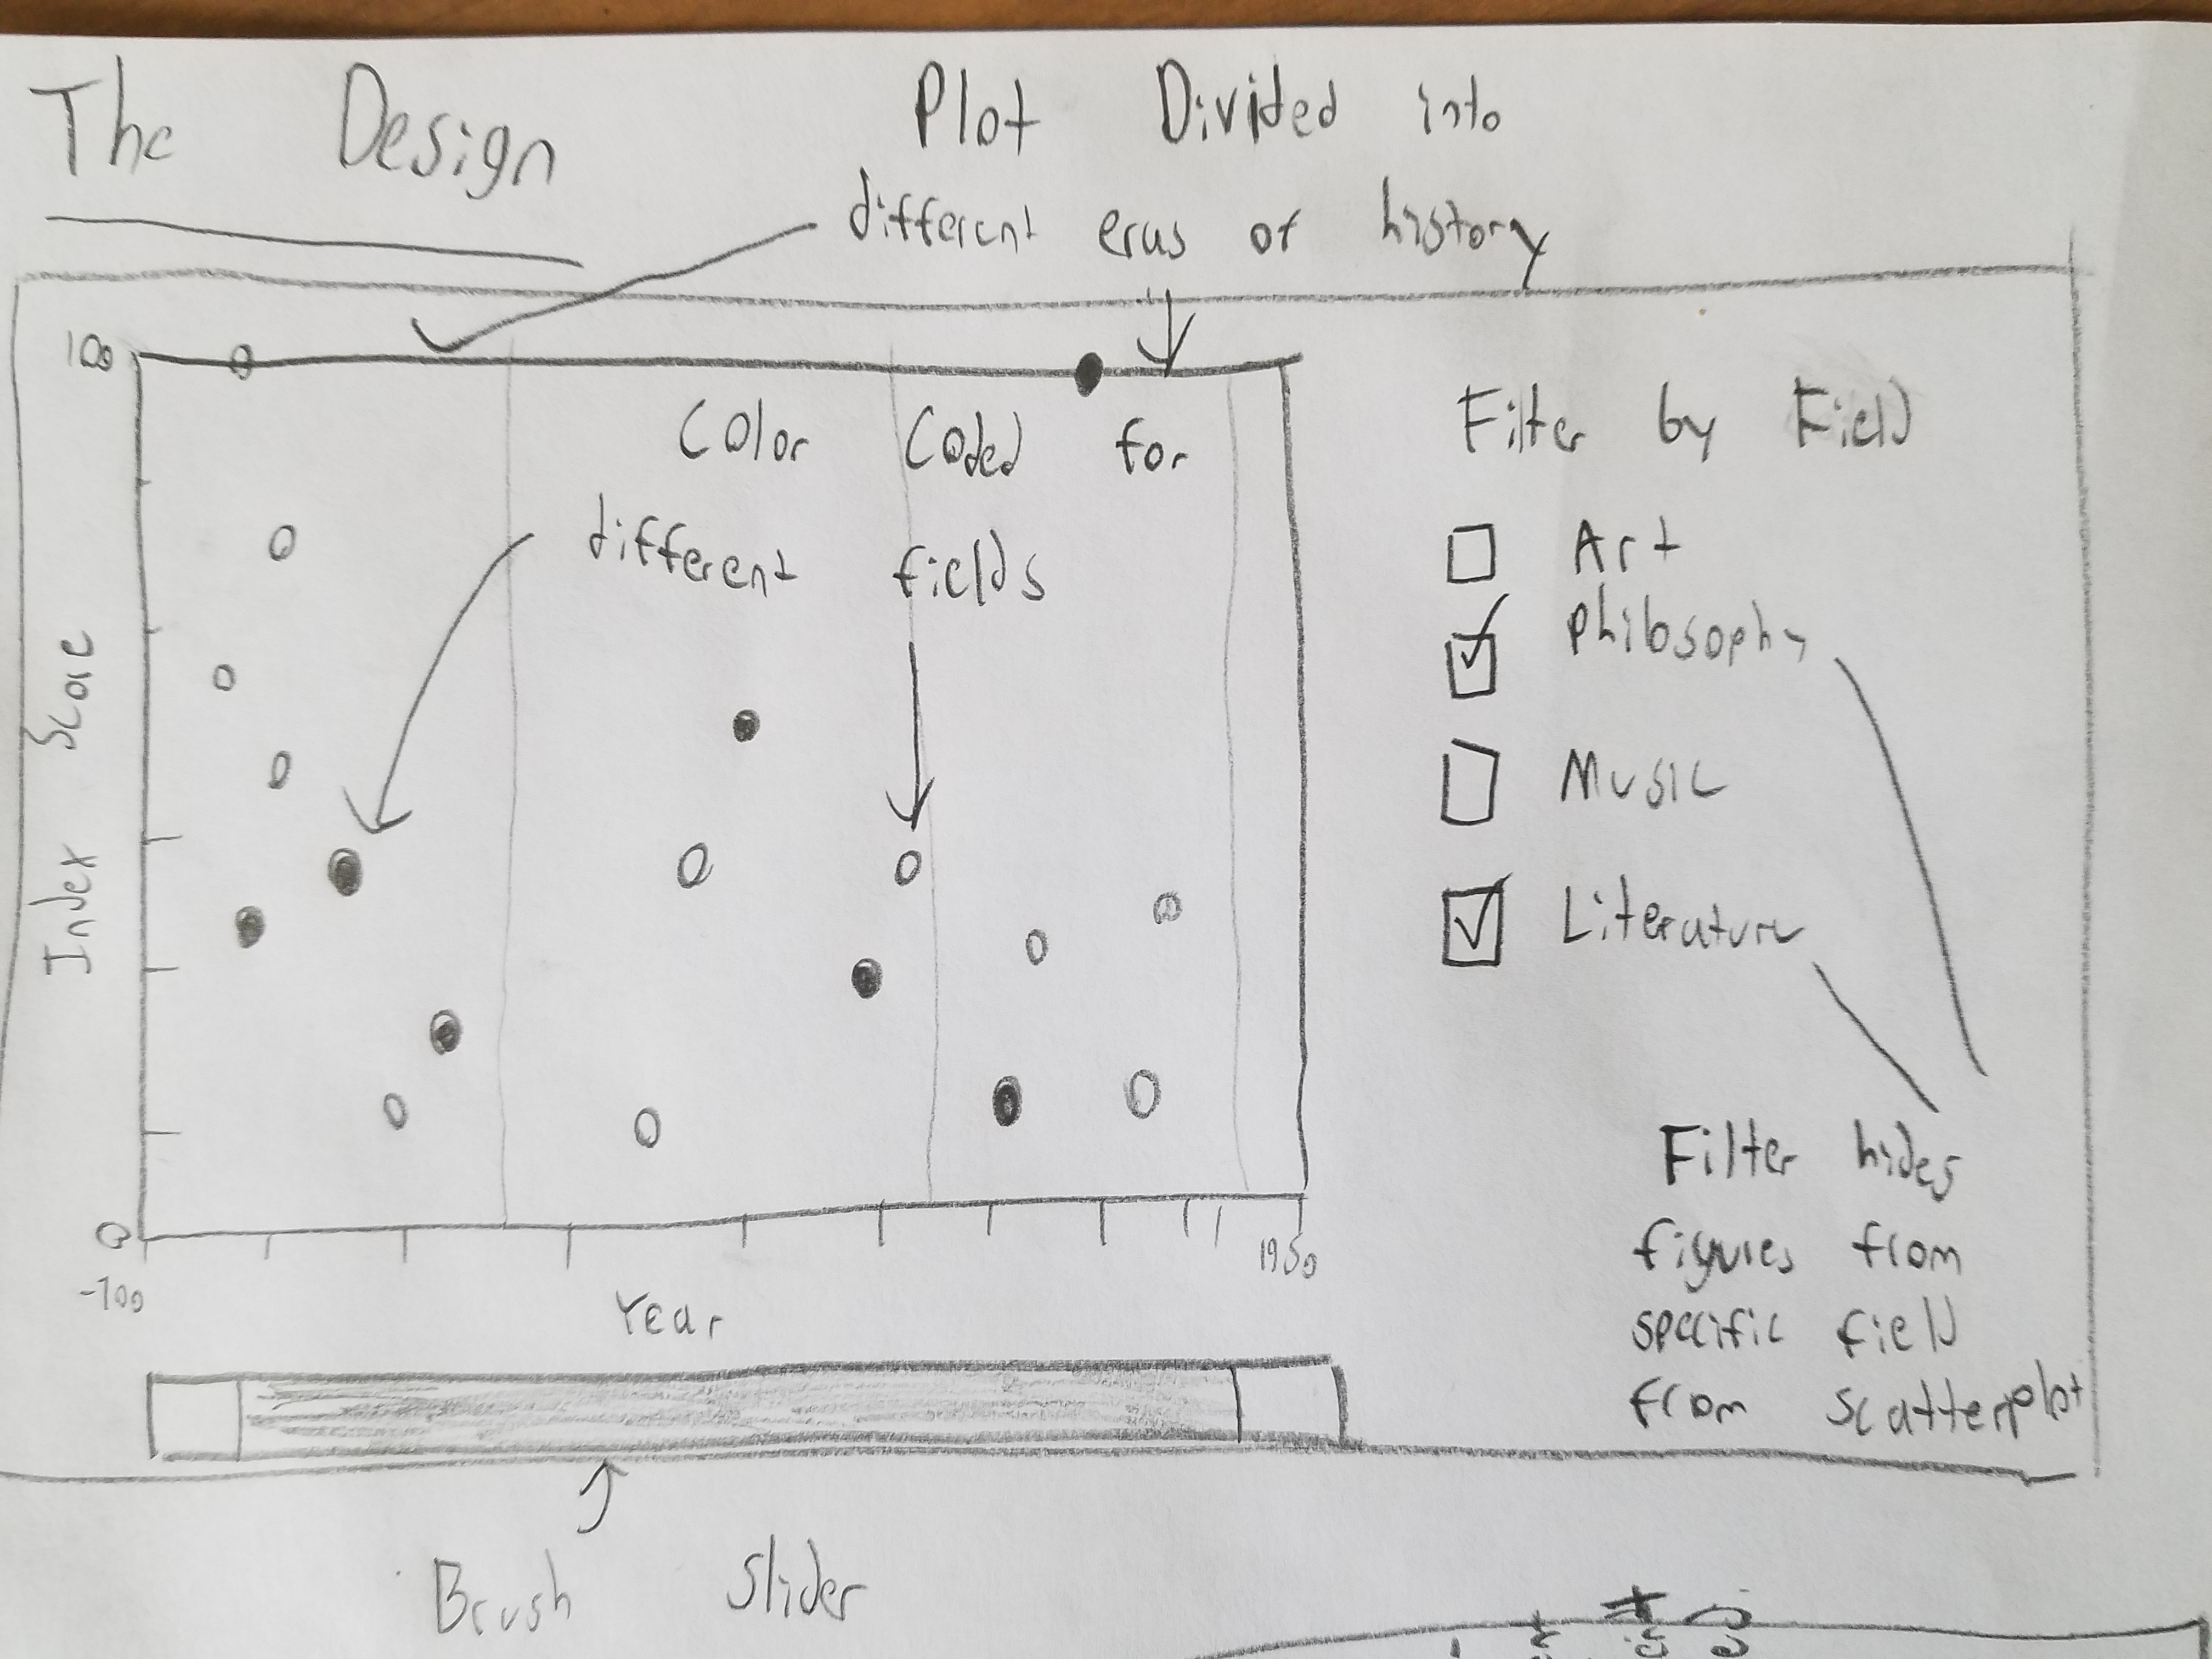 The Design
Plot Divided into
different eras of history
100
Color Coded for
different fields
Index Score
0
-700
1950
Year
Filter by Field
Art
Philosophy
Music
Literature
Filter hides
figures from
specific field
from scatterplot
Brush Slider